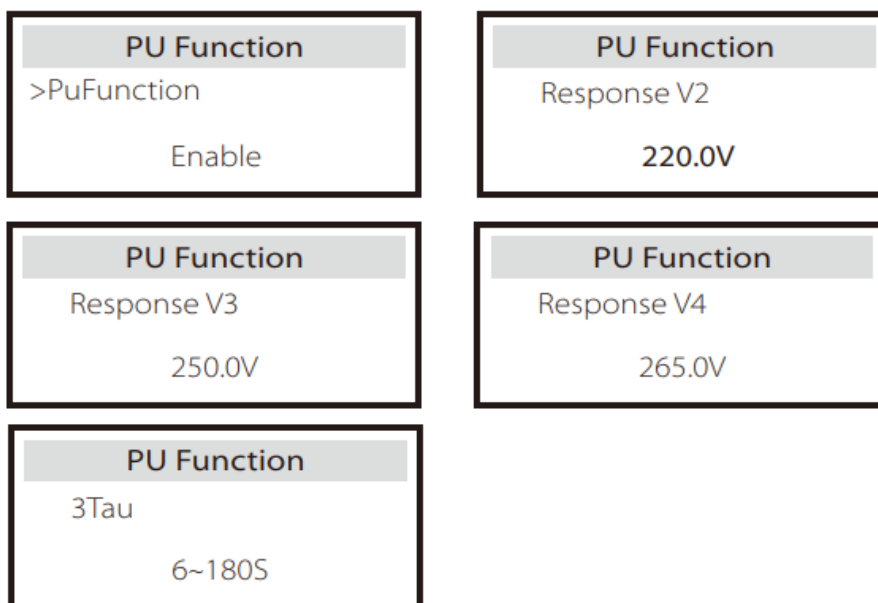 PU Function
>PuFunction
Enable
PU Function
Response V2
220.0V
PU Function
Response V3
250.0V
PU Function
Response V4
265.0V
PU Function
3Tau
6~180S